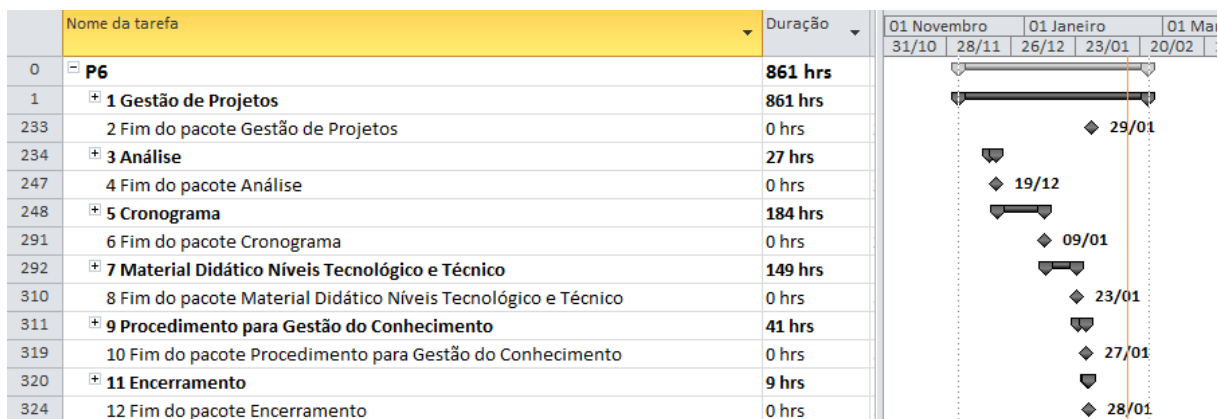 Nome da tarefa Duração 01 Novembro 01 Janeiro 01 Mar
31/10 28/11 26/12 23/01 20/02
0 P6 861 hrs
1 1 Gestão de Projetos 861 hrs
233 2 Fim do pacote Gestão de Projetos 0 hrs 29/01
234 3 Análise 27 hrs
247 4 Fim do pacote Análise 0 hrs 19/12
248 5 Cronograma 184 hrs
291 6 Fim do pacote Cronograma 0 hrs 09/01
292 7 Material Didático Níveis Tecnológico e Técnico 149 hrs
310 8 Fim do pacote Material Didático Níveis Tecnológico e Técnico 0 hrs 23/01
311 9 Procedimento para Gestão do Conhecimento 41 hrs
319 10 Fim do pacote Procedimento para Gestão do Conhecimento 0 hrs 27/01
320 11 Encerramento 9 hrs
324 12 Fim do pacote Encerramento 0 hrs 28/01